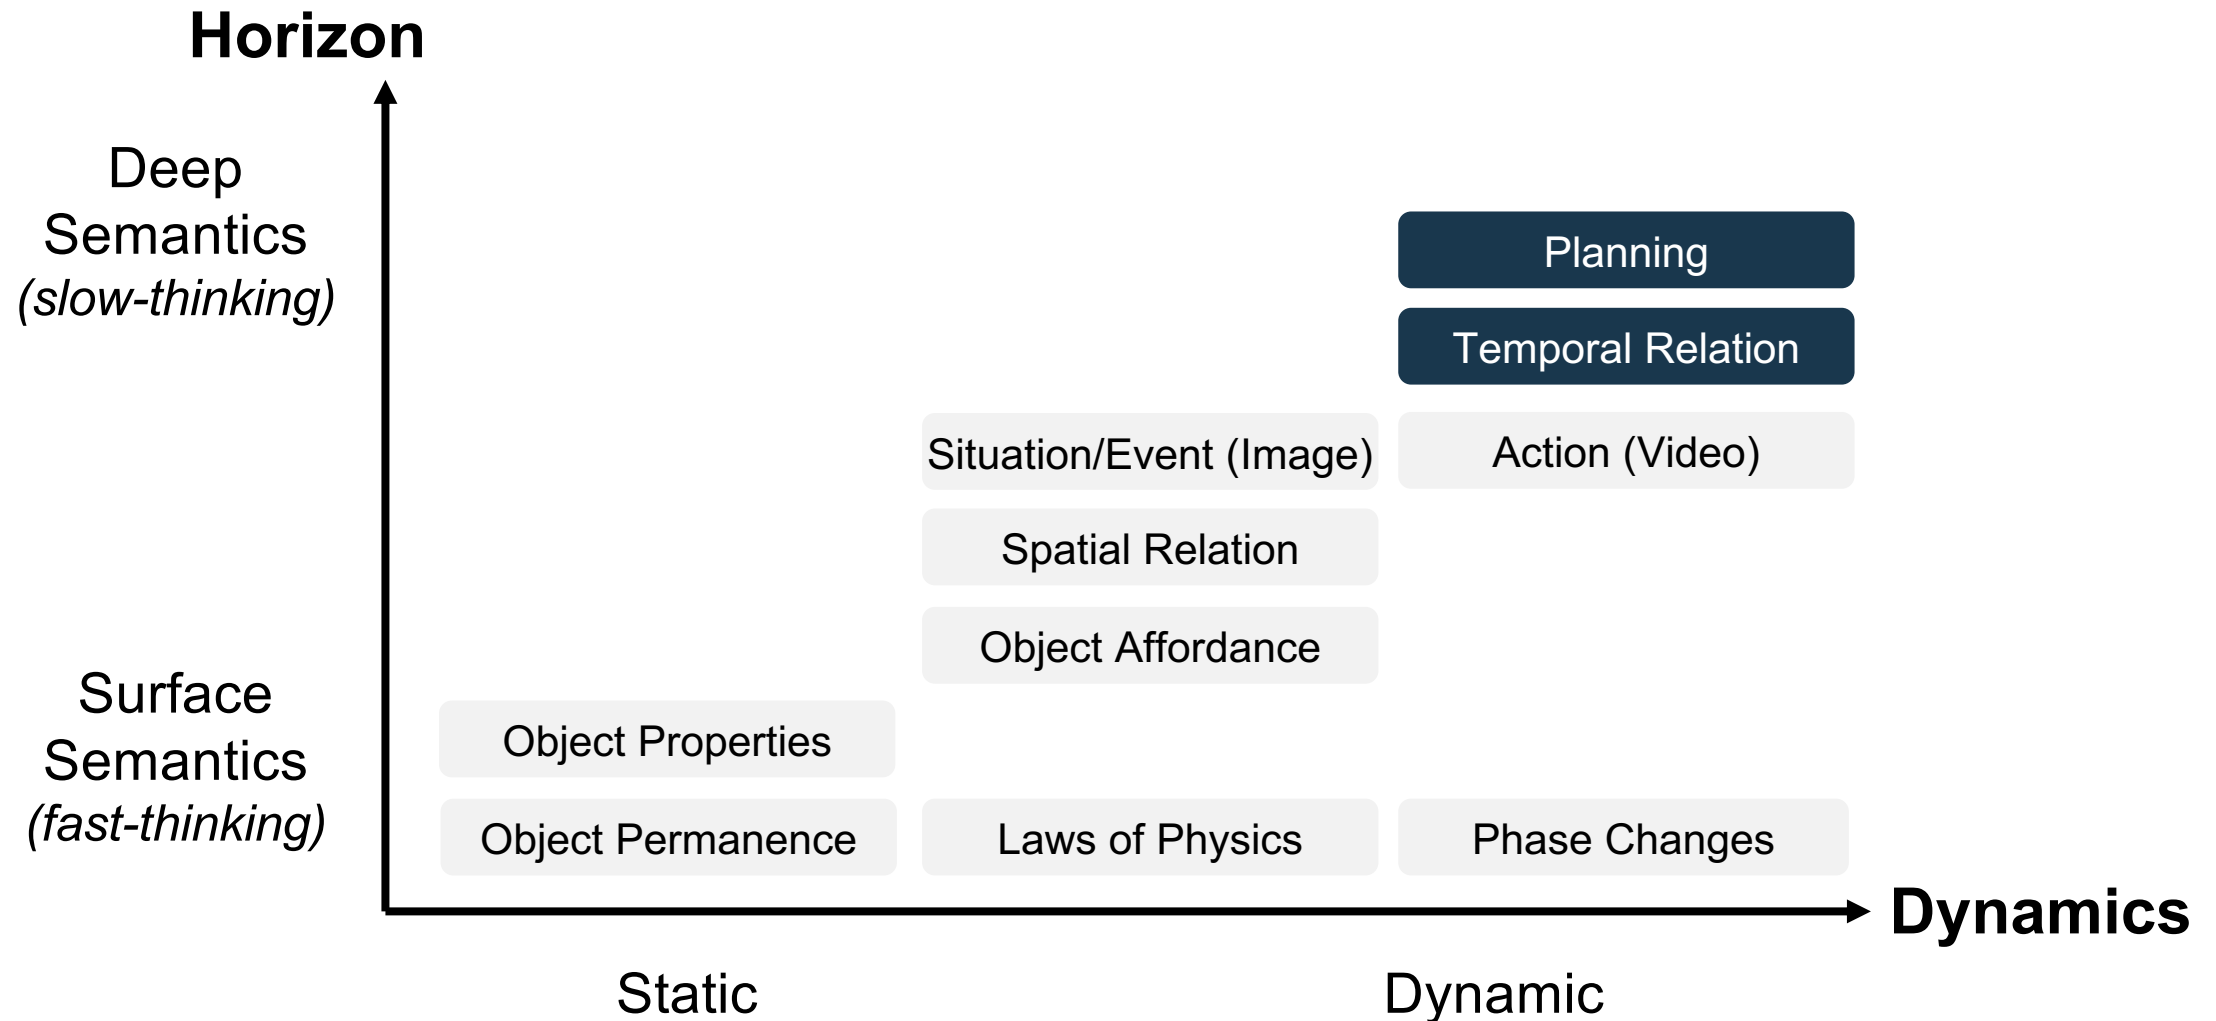 Horizon
Deep
Semantics
(slow-thinking)
Planning
Temporal Relation
Situation/Event (Image)
Action (Video)
Spatial Relation
Object Affordance
Surface
Semantics
(fast-thinking)
Object Properties
Object Permanence
Laws of Physics
Phase Changes
Dynamics
Static
Dynamic